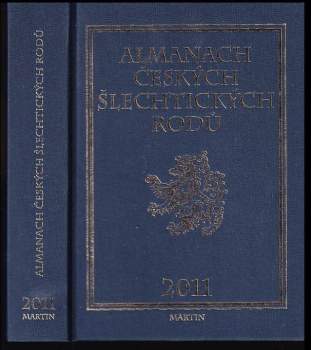 ALMANACH ČESKÝCH ŠLECHTICKÝCH RODŮ
2011
MARTIN
ALMANACH
ČESKÝCH
ŠLECHTICKÝCH
RODŮ
2011
MARTIN